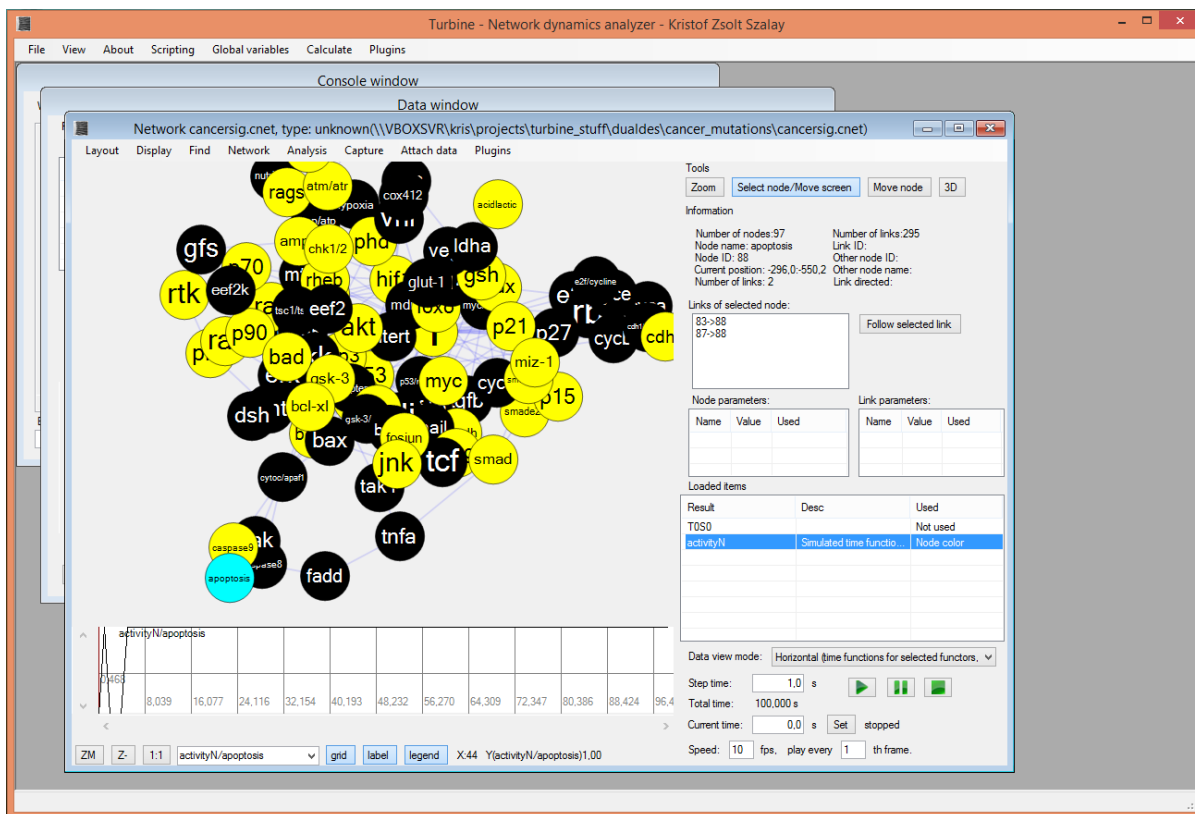 Turbine - Network dynamics analyzer - Kristof Zsolt Szalay
File View About Scripting Global variables Calculate Plugins
Console window
Data window
Network cancersig.cnet, type: unknown(\\VBOXSVR\kris\projects\turbine_stuff\dualdes\cancer_mutations\cancersig.cnet)
Layout Display Find Network Analysis Capture Attach data Plugins
Tools
Zoom Select node/Move screen Move node 3D
Information
Number of nodes:97 Number of links:295
Node name: apoptosis Link ID:
Node ID: 88 Other node ID:
Current position: -296,0:-550,2 Other node name:
Number of links: 2 Link directed:
Links of selected node:
83->88
87->88
Follow selected link
Node parameters: Link parameters:
Name Value Used Name Value Used
Loaded items
Result Desc Used
T0S0 Not used
activityN Simulated time functio... Node color
Data view mode: Horizontal (time functions for selected functors,
Step time: 1,0 s
Total time: 100,000 s
Current time: 0,0 s Set stopped
Speed: 10 fps, play every 1 th frame.
rags
atm/atr
cox412
acidlactic
gfs
chk1/2
phd
ldha
p70
rheb
gsh
rtk
eef2k
glut-1
e2f/cycline
eef2
p90
akt
p21
p27
bad
miz-1
gsk-3
myc
p15
bcl-xl
dsh
bax
fosjun
jnk
tcf
smad
cytoc/apaf1
tnfa
caspase9
apoptosis
fadd
activityN/apoptosis
0,468
8,039 16,077 24,116 32,154 40,193 48,232 56,270 64,309 72,347 80,386 88,424 96,4
ZM Z- 1:1 activityN/apoptosis grid label legend X:44 Y(activityN/apoptosis)1,00